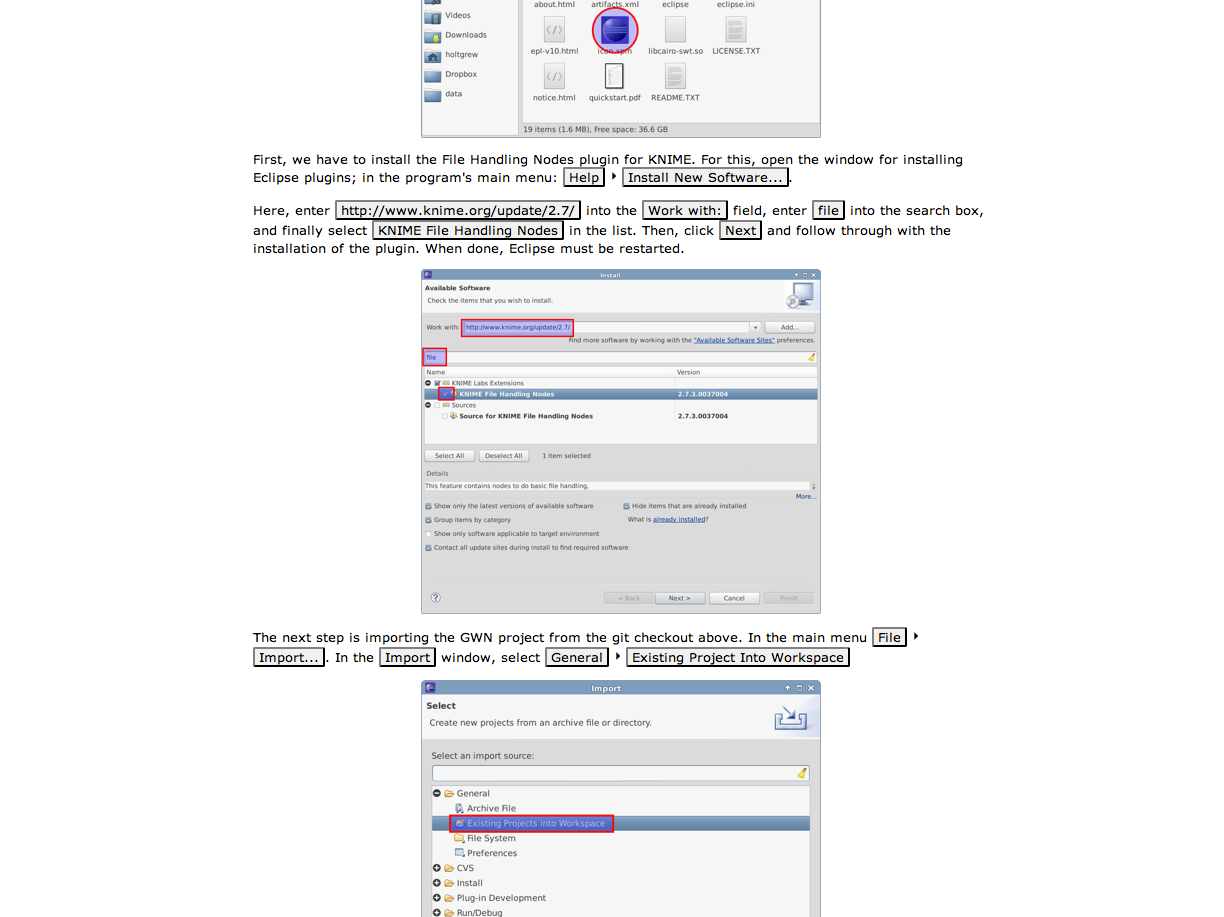 about.html artifacts.xml eclipse eclipse.ini
Videos
Downloads
epl-v10.html icon.xpm libcairo-swt.so LICENSE.TXT
holtgrew
Dropbox
data
notice.html quickstart.pdf README.TXT
19 items (1.6 MB), Free space: 36.6 GB
First, we have to install the File Handling Nodes plugin for KNIME. For this, open the window for installing
Eclipse plugins; in the program's main menu: Help ‣ Install New Software... .
Here, enter http://www.knime.org/update/2.7/ into the Work with: field, enter file into the search box,
and finally select KNIME File Handling Nodes in the list. Then, click Next and follow through with the
installation of the plugin. When done, Eclipse must be restarted.
Install
Available Software
Check the items that you wish to install.
Work with: http://www.knime.org/update/2.7/ Add...
Find more software by working with the "Available Software Sites" preferences.
file
Name Version
KNIME Labs Extensions
KNIME File Handling Nodes 2.7.3.0037004
Sources
Source for KNIME File Handling Nodes 2.7.3.0037004
Select All Deselect All 1 item selected
Details
This feature contains nodes to do basic file handling,
More...
Show only the latest versions of available software Hide items that are already installed
Group items by category What is already installed?
Show only software applicable to target environment
Contact all update sites during install to find required software
? < Back Next > Cancel Finish
The next step is importing the GWN project from the git checkout above. In the main menu File ‣
Import... . In the Import window, select General ‣ Existing Project Into Workspace
Import
Select
Create new projects from an archive file or directory.
Select an import source:
General
Archive File
Existing Projects into Workspace
File System
Preferences
CVS
Install
Plug-in Development
Run/Debug